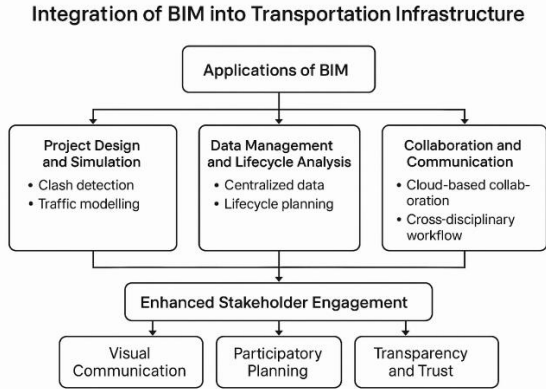 Integration of BIM into Transportation Infrastructure
Applications of BIM
Project Design
and Simulation
• Clash detection
• Traffic modelling
Data Management
and Lifecycle Analysis
• Centralized data
• Lifecycle planning
Collaboration and
Communication
• Cloud-based collab-
oration
• Cross-disciplinary
workflow
Enhanced Stakeholder Engagement
Visual
Communication
Participatory
Planning
Transparency
and Trust